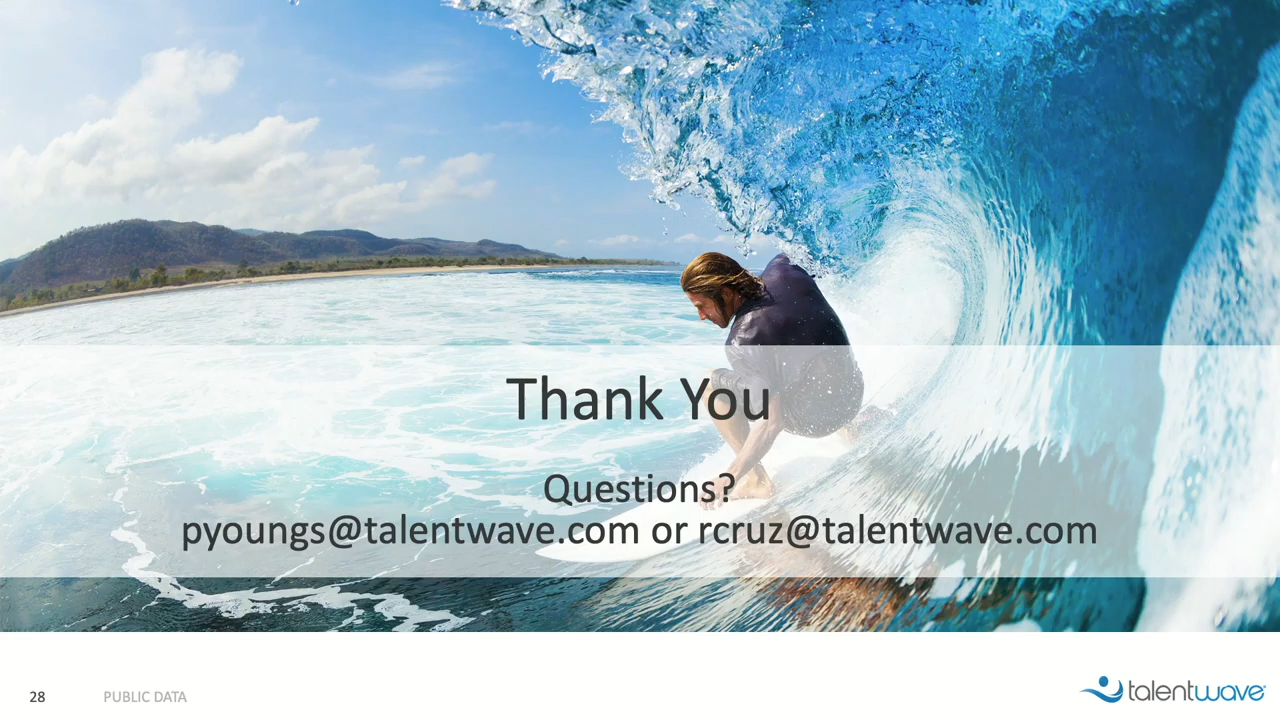 Thank You
Questions?
pyoungs@talentwave.com or rcruz@talentwave.com
28
PUBLIC DATA
talentwave®